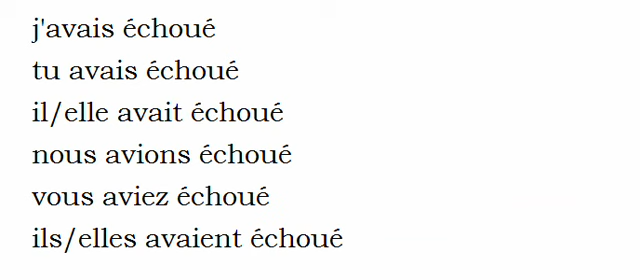 j'avais échoué
tu avais échoué
il/elle avait échoué
nous avions échoué
vous aviez échoué
ils/elles avaient échoué